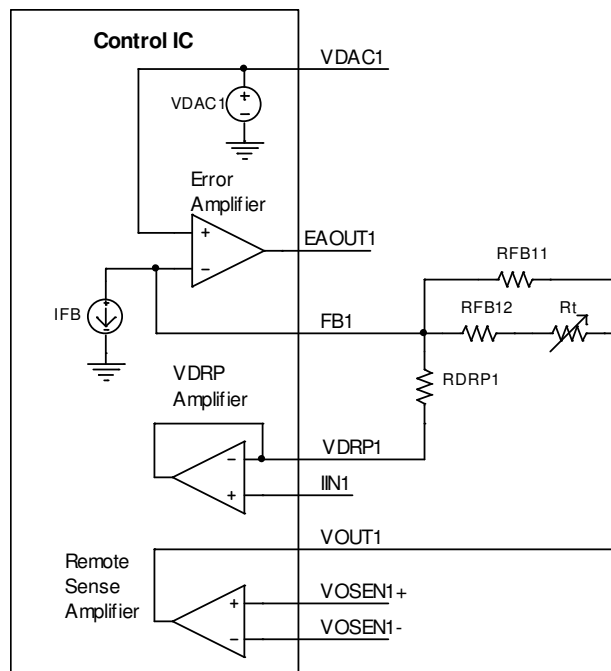 Control IC
VDAC1
VDAC1
+
−
Error
Amplifier
+
−
EAOUT1
RFB11
IFB
+
−
FB1
RFB12
Rt
RDRP1
VDRP
Amplifier
−
+
VDRP1
IIN1
VOUT1
Remote
Sense
Amplifier
+
−
VOSEN1+
VOSEN1-